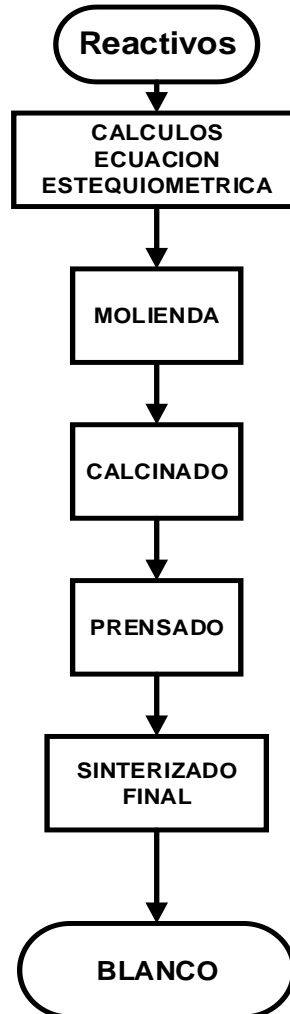 Reactivos
CALCULOS
ECUACION
ESTEQUIOMETRICA
MOLIENDA
CALCINADO
PRENSADO
SINTERIZADO
FINAL
BLANCO